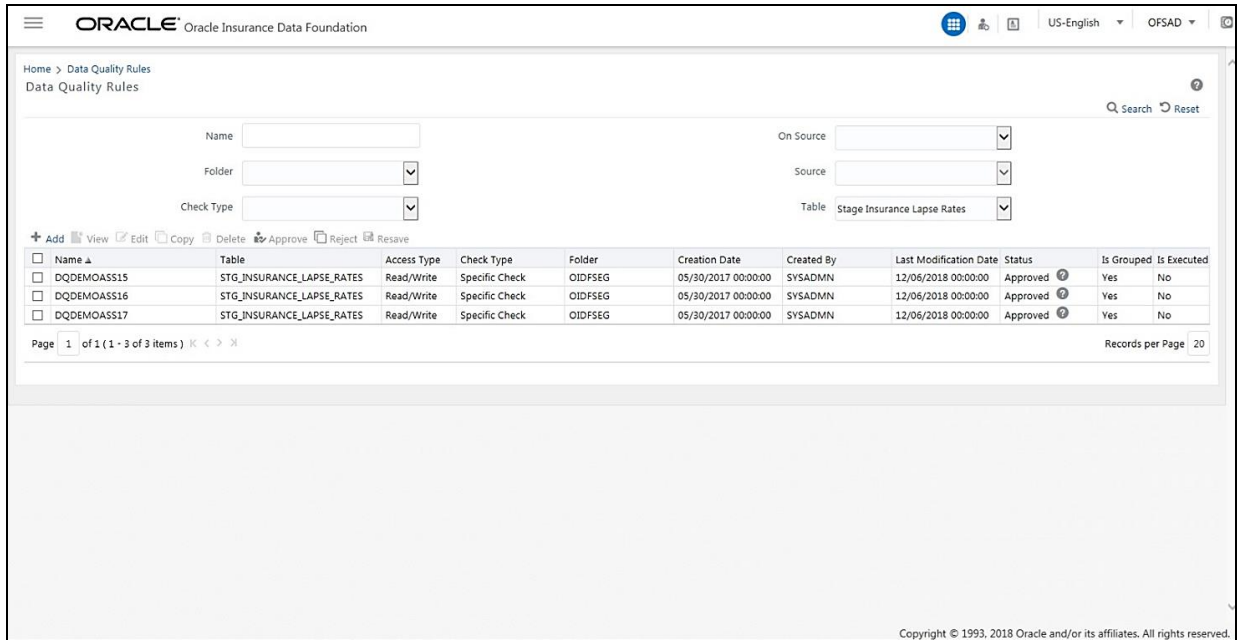 ORACLE Oracle Insurance Data Foundation US-English OFSAD
Home > Data Quality Rules
Data Quality Rules
Search Reset
Name On Source
Folder Source
Check Type Table Stage Insurance Lapse Rates
Add View Edit Copy Delete Approve Reject Resave
Name Table Access Type Check Type Folder Creation Date Created By Last Modification Date Status Is Grouped Is Executed
DQDEMOASS15 STG_INSURANCE_LAPSE_RATES Read/Write Specific Check OIDFSEG 05/30/2017 00:00:00 SYSADMN 12/06/2018 00:00:00 Approved Yes No
DQDEMOASS16 STG_INSURANCE_LAPSE_RATES Read/Write Specific Check OIDFSEG 05/30/2017 00:00:00 SYSADMN 12/06/2018 00:00:00 Approved Yes No
DQDEMOASS17 STG_INSURANCE_LAPSE_RATES Read/Write Specific Check OIDFSEG 05/30/2017 00:00:00 SYSADMN 12/06/2018 00:00:00 Approved Yes No
Page 1 of 1 ( 1 - 3 of 3 items ) Records per Page 20
Copyright © 1993, 2018 Oracle and/or its affiliates. All rights reserved.